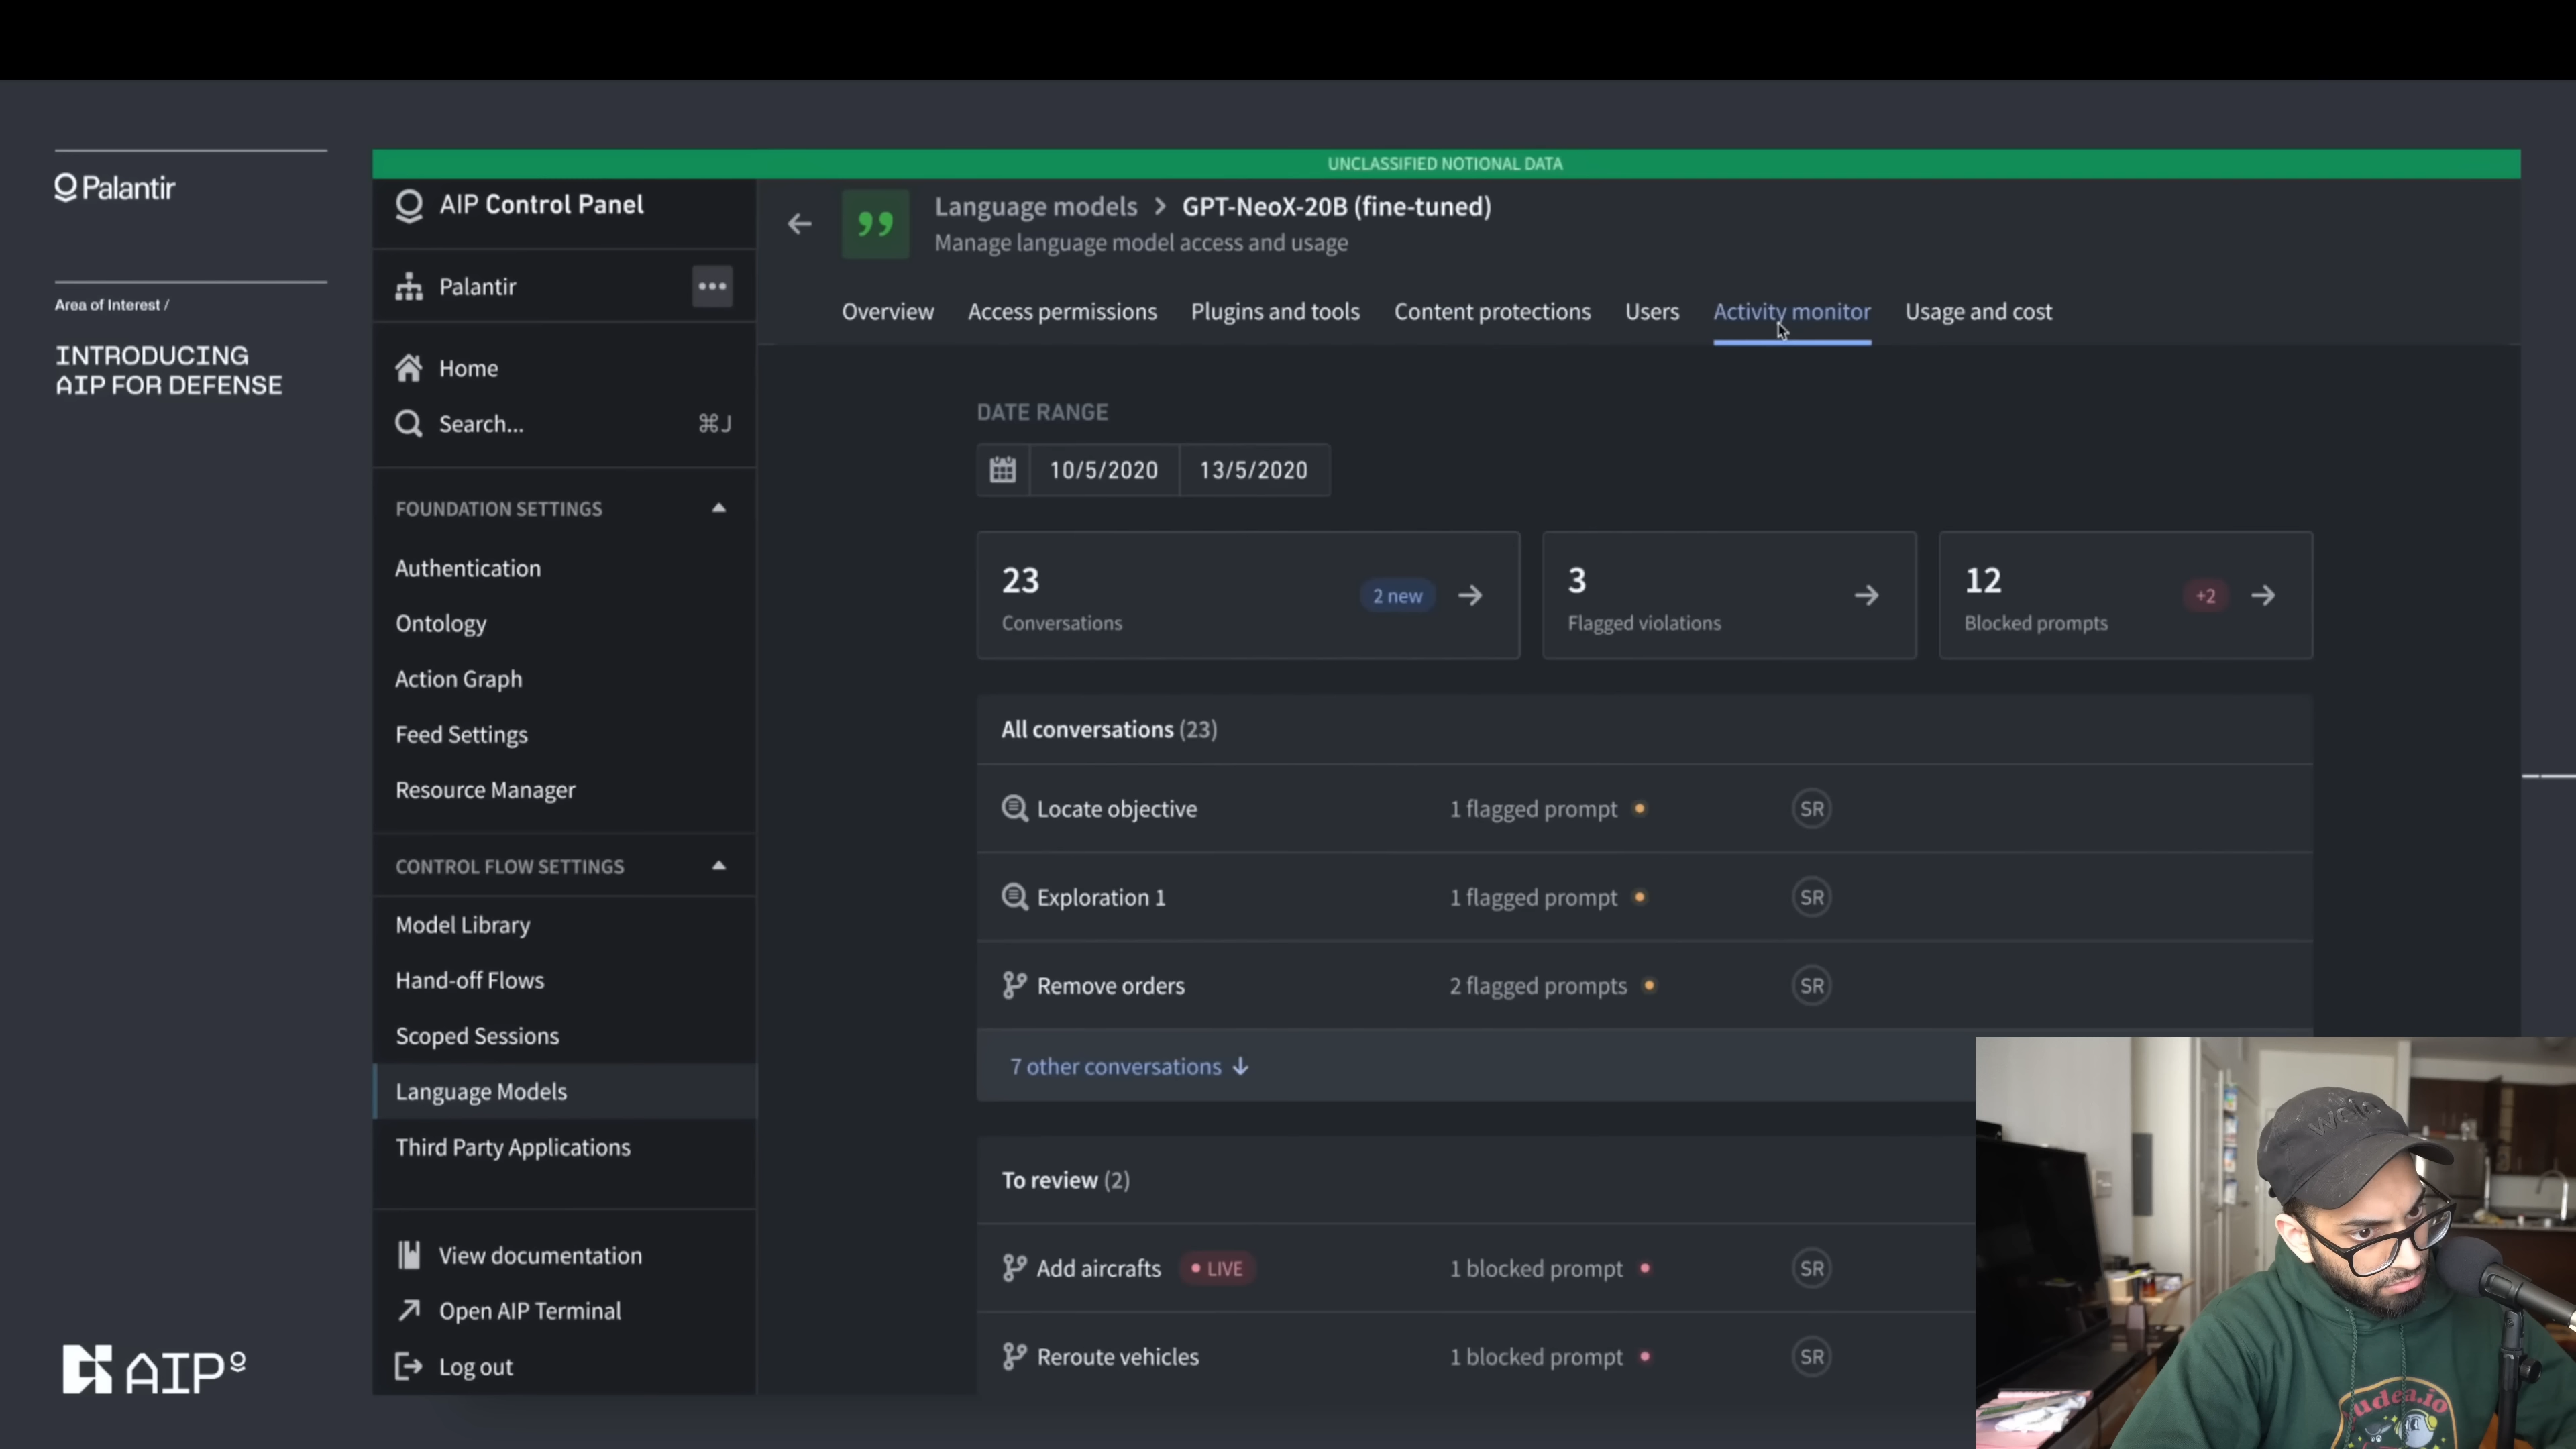 Palantir
Area of Interest /
INTRODUCING
AIP FOR DEFENSE
AIP
UNCLASSIFIED NOTIONAL DATA
AIP Control Panel
Palantir
Home
Search... ⌘J
FOUNDATION SETTINGS
Authentication
Ontology
Action Graph
Feed Settings
Resource Manager
CONTROL FLOW SETTINGS
Model Library
Hand-off Flows
Scoped Sessions
Language Models
Third Party Applications
View documentation
Open AIP Terminal
Log out
Language models > GPT-NeoX-20B (fine-tuned)
Manage language model access and usage
Overview Access permissions Plugins and tools Content protections Users Activity monitor Usage and cost
DATE RANGE
10/5/2020 13/5/2020
23 2 new
Conversations
3
Flagged violations
12 +2
Blocked prompts
All conversations (23)
Locate objective 1 flagged prompt SR
Exploration 1 1 flagged prompt SR
Remove orders 2 flagged prompts SR
7 other conversations ↓
To review (2)
Add aircrafts LIVE 1 blocked prompt SR
Reroute vehicles 1 blocked prompt SR